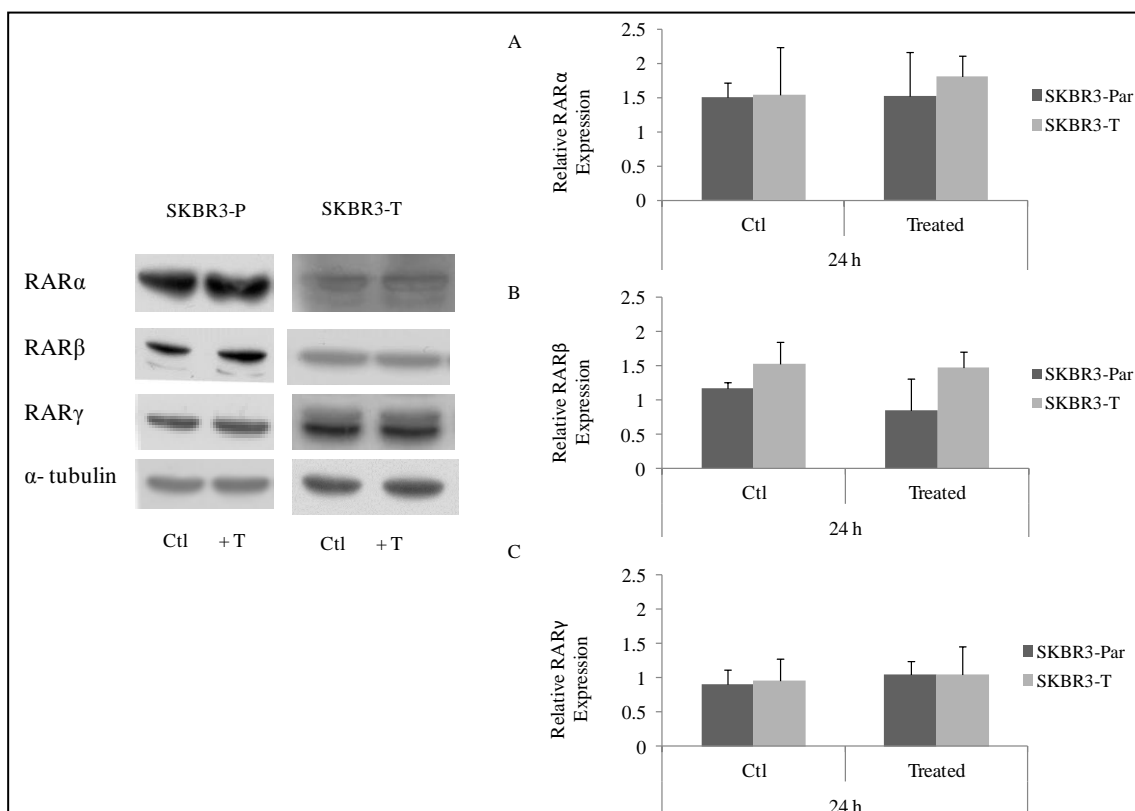 SKBR3-P SKBR3-T
RARα
RARβ
RARγ
α- tubulin
Ctl + T Ctl + T
A
Relative RARα
Expression
2.5
2
1.5
1
0.5
0
Ctl Treated
24 h
SKBR3-Par
SKBR3-T
B
Relative RARβ
Expression
2.5
2
1.5
1
0.5
0
Ctl Treated
24 h
SKBR3-Par
SKBR3-T
C
Relative RARγ
Expression
2.5
2
1.5
1
0.5
0
Ctl Treated
24 h
SKBR3-Par
SKBR3-T